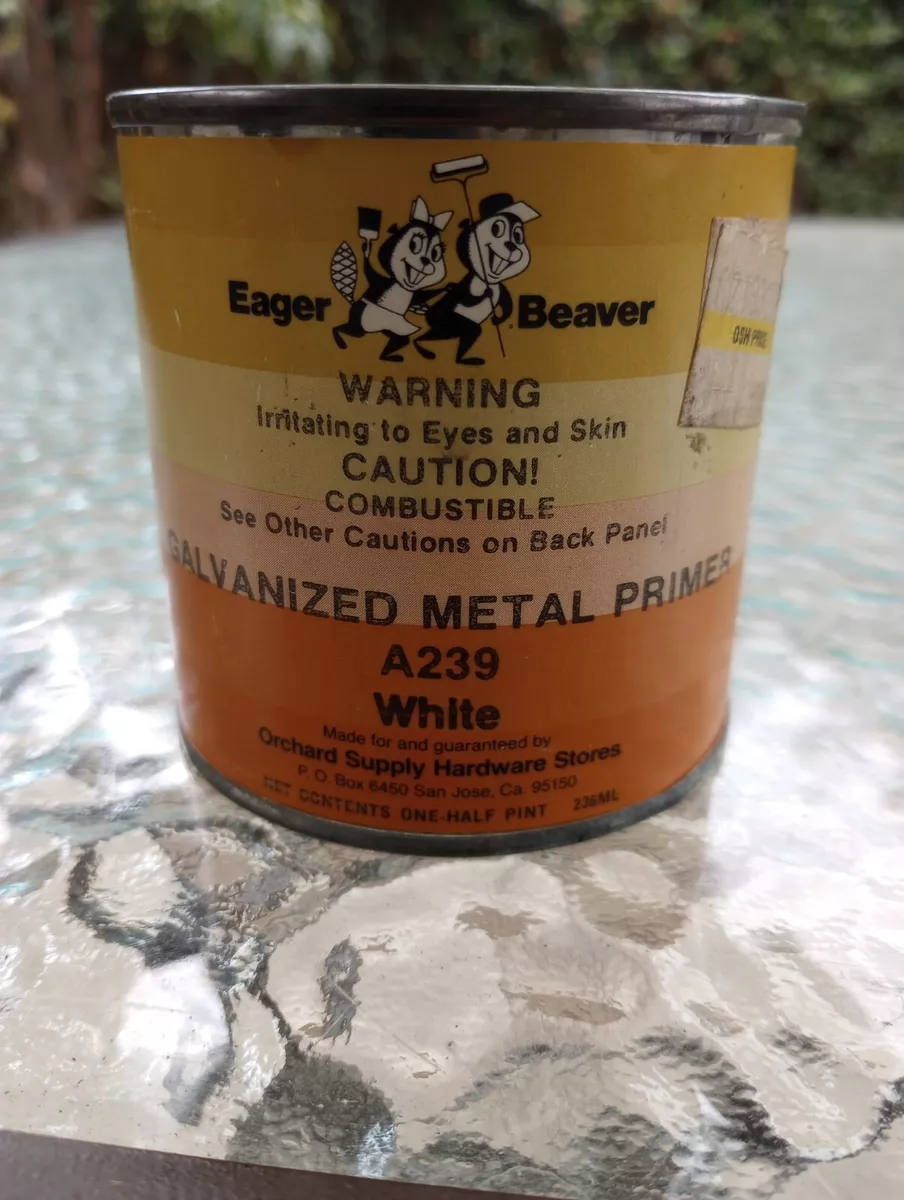 Eager Beaver
WARNING
Irritating to Eyes and Skin
CAUTION!
COMBUSTIBLE
See Other Cautions on Back Panel
GALVANIZED METAL PRIMER
A239
White
Made for and guaranteed by
Orchard Supply Hardware Stores
P.O. Box 6450 San Jose, Ca. 95150
NET CONTENTS ONE-HALF PINT 236ML
OSH PRICE